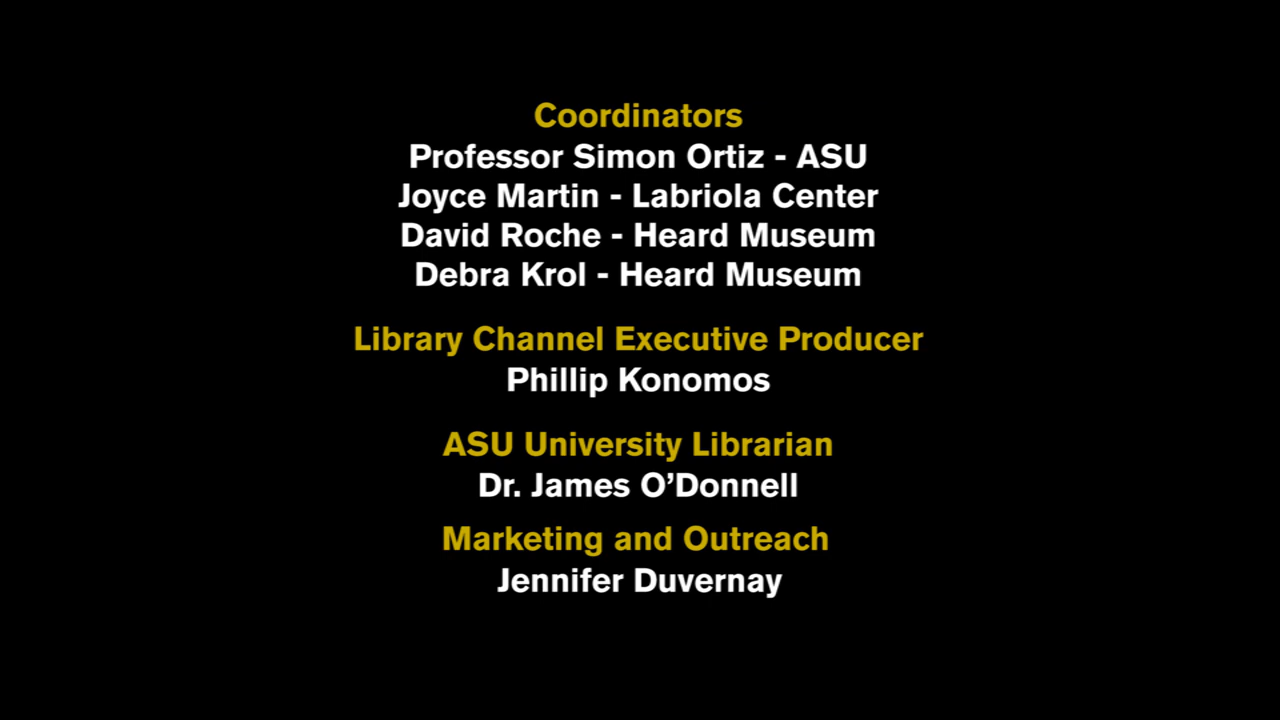 Coordinators
Professor Simon Ortiz - ASU
Joyce Martin - Labriola Center
David Roche - Heard Museum
Debra Krol - Heard Museum
Library Channel Executive Producer
Phillip Konomos
ASU University Librarian
Dr. James O’Donnell
Marketing and Outreach
Jennifer Duvernay